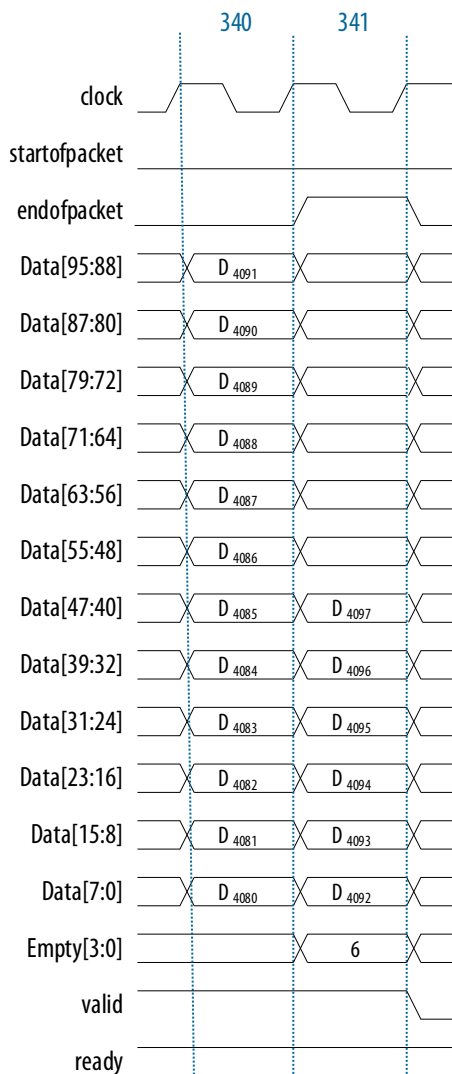 340 341
clock
startofpacket
endofpacket
Data[95:88] D 4091
Data[87:80] D 4090
Data[79:72] D 4089
Data[71:64] D 4088
Data[63:56] D 4087
Data[55:48] D 4086
Data[47:40] D 4085 D 4097
Data[39:32] D 4084 D 4096
Data[31:24] D 4083 D 4095
Data[23:16] D 4082 D 4094
Data[15:8] D 4081 D 4093
Data[7:0] D 4080 D 4092
Empty[3:0] 6
valid
ready